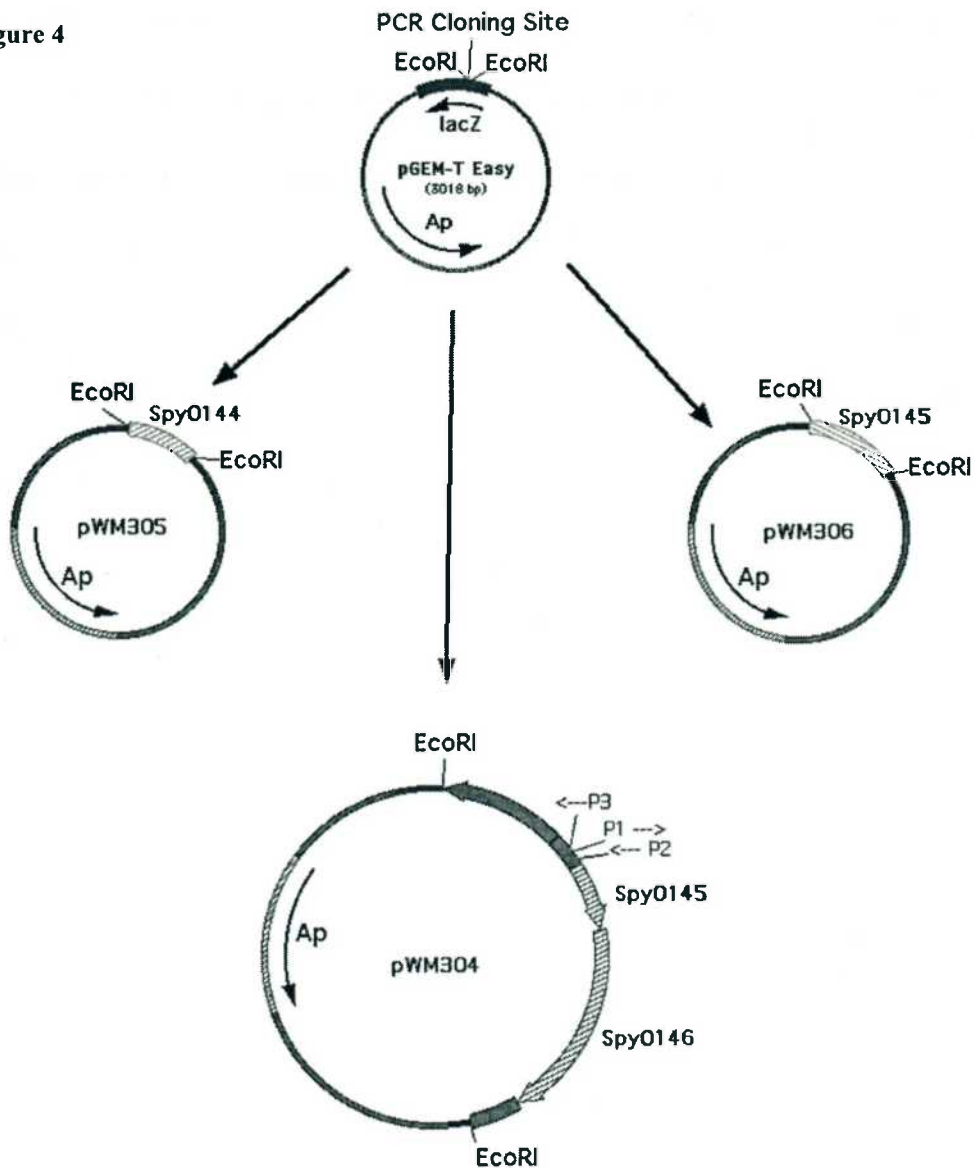 gure 4
PCR Cloning Site
EcoRI EcoRI
lacZ
pGEM-T Easy
(3018 bp)
Ap
EcoRI
Spy0144
EcoRI
pWM305
Ap
EcoRI
Spy0145
EcoRI
pWM306
Ap
EcoRI
<---P3
P1 --->
<--- P2
Spy0145
Ap
pWM304
Spy0146
EcoRI